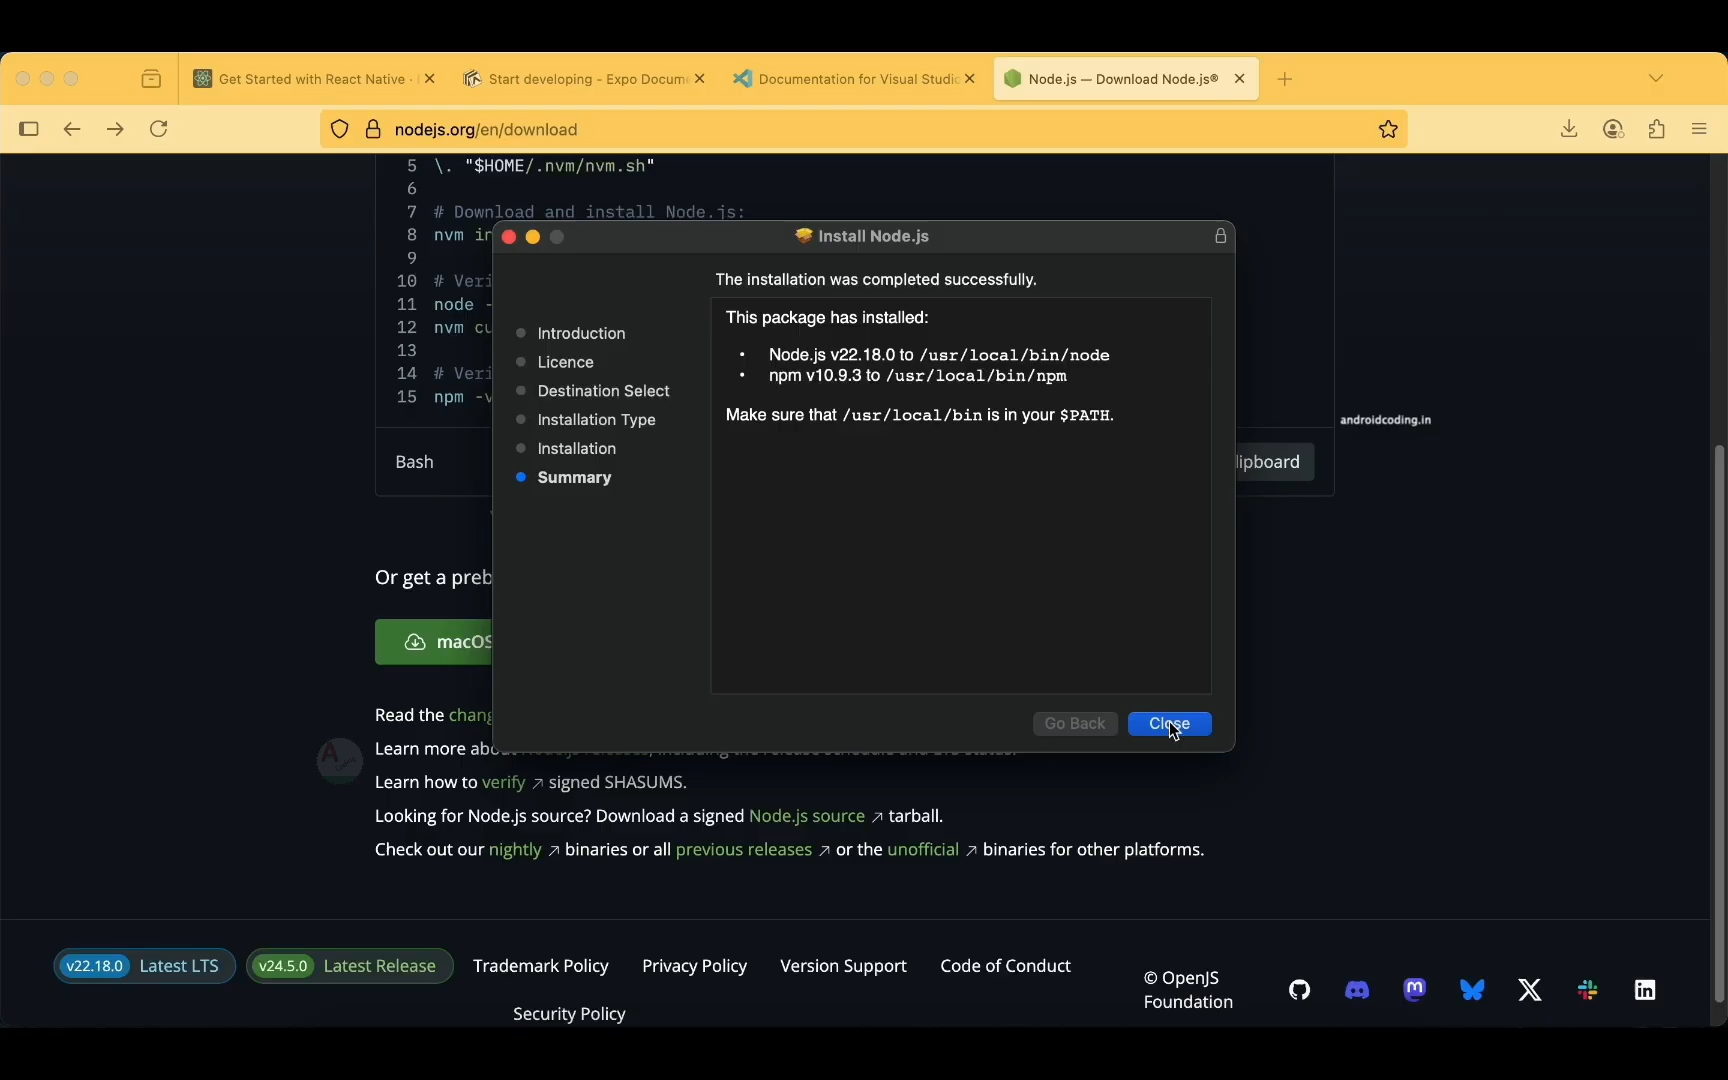 Get Started with React Native ·
Start developing - Expo Docume
Documentation for Visual Studio
Node.js — Download Node.js®
nodejs.org/en/download
5 \. "$HOME/.nvm/nvm.sh"
6
7 # Download and install Node.js:
8 nvm in
9
10 # Veri
11 node -
12 nvm cu
13
14 # Veri
15 npm -v
Bash
lipboard
androidcoding.in
Install Node.js
The installation was completed successfully.
Introduction
Licence
Destination Select
Installation Type
Installation
Summary
This package has installed:
• Node.js v22.18.0 to /usr/local/bin/node
• npm v10.9.3 to /usr/local/bin/npm
Make sure that /usr/local/bin is in your $PATH.
Go Back
Close
Or get a preb
macOS
Read the chang
Learn more abou
Learn how to verify ↗ signed SHASUMS.
Looking for Node.js source? Download a signed Node.js source ↗ tarball.
Check out our nightly ↗ binaries or all previous releases ↗ or the unofficial ↗ binaries for other platforms.
v22.18.0 Latest LTS
v24.5.0 Latest Release
Trademark Policy
Privacy Policy
Version Support
Code of Conduct
Security Policy
© OpenJS
Foundation